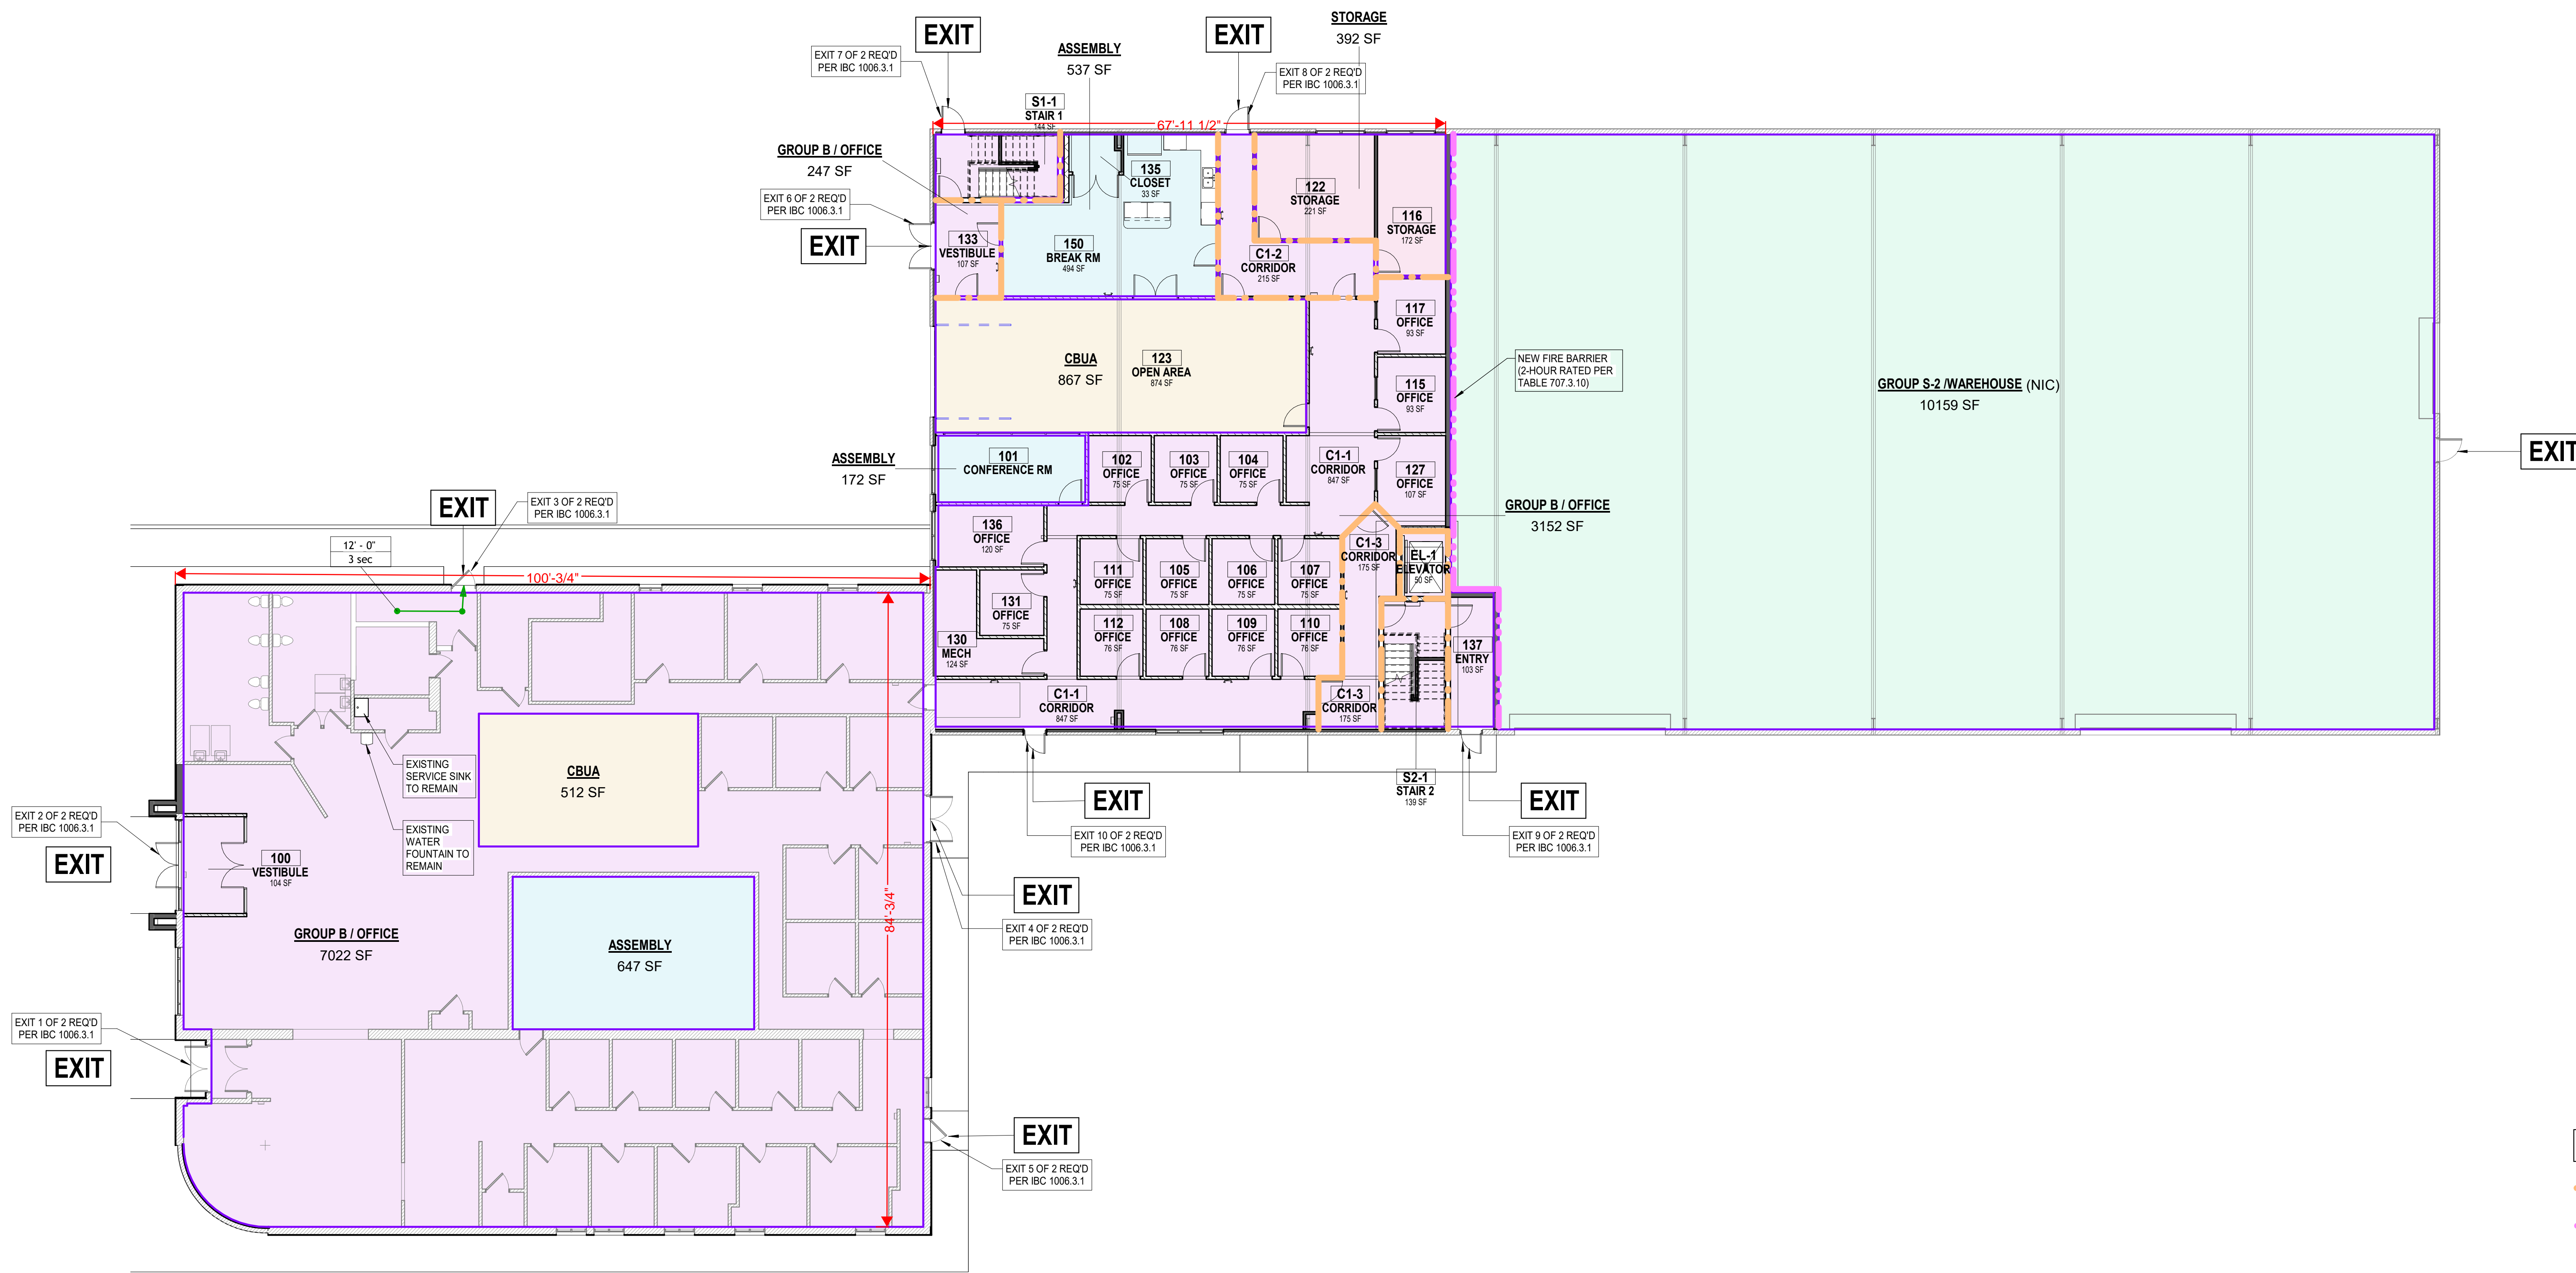 STORAGE
392 SF
EXIT
EXIT
ASSEMBLY
537 SF
EXIT 7 OF 2 REQ'D
PER IBC 1006.3.1
EXIT 8 OF 2 REQ'D
PER IBC 1006.3.1
S1-1
STAIR 1
144 SF
67'-11 1/2"
GROUP B / OFFICE
247 SF
EXIT 6 OF 2 REQ'D
PER IBC 1006.3.1
EXIT
135
CLOSET
33 SF
122
STORAGE
221 SF
116
STORAGE
172 SF
133
VESTIBULE
107 SF
150
BREAK RM
494 SF
C1-2
CORRIDOR
215 SF
117
OFFICE
93 SF
CBUA
867 SF
123
OPEN AREA
874 SF
115
OFFICE
93 SF
NEW FIRE BARRIER
(2-HOUR RATED PER
TABLE 707.3.10)
GROUP S-2 /WAREHOUSE (NIC)
10159 SF
EXIT
ASSEMBLY
172 SF
101
CONFERENCE RM
102
OFFICE
75 SF
103
OFFICE
75 SF
104
OFFICE
75 SF
C1-1
CORRIDOR
847 SF
127
OFFICE
107 SF
GROUP B / OFFICE
3152 SF
EXIT
EXIT 3 OF 2 REQ'D
PER IBC 1006.3.1
12' - 0"
3 sec
100'-3/4"
136
OFFICE
120 SF
C1-3
CORRIDOR
175 SF
EL-1
ELEVATOR
50 SF
111
OFFICE
75 SF
105
OFFICE
75 SF
106
OFFICE
75 SF
107
OFFICE
75 SF
131
OFFICE
75 SF
130
MECH
124 SF
112
OFFICE
76 SF
108
OFFICE
76 SF
109
OFFICE
76 SF
110
OFFICE
76 SF
137
ENTRY
103 SF
C1-1
CORRIDOR
847 SF
C1-3
CORRIDOR
175 SF
S2-1
STAIR 2
139 SF
EXISTING
SERVICE SINK
TO REMAIN
CBUA
512 SF
EXIT
EXIT
EXIT 10 OF 2 REQ'D
PER IBC 1006.3.1
EXIT 9 OF 2 REQ'D
PER IBC 1006.3.1
EXIT 2 OF 2 REQ'D
PER IBC 1006.3.1
EXIT
EXISTING
WATER
FOUNTAIN TO
REMAIN
100
VESTIBULE
104 SF
84'-3/4"
EXIT
EXIT 4 OF 2 REQ'D
PER IBC 1006.3.1
GROUP B / OFFICE
7022 SF
ASSEMBLY
647 SF
EXIT 1 OF 2 REQ'D
PER IBC 1006.3.1
EXIT
EXIT
EXIT 5 OF 2 REQ'D
PER IBC 1006.3.1